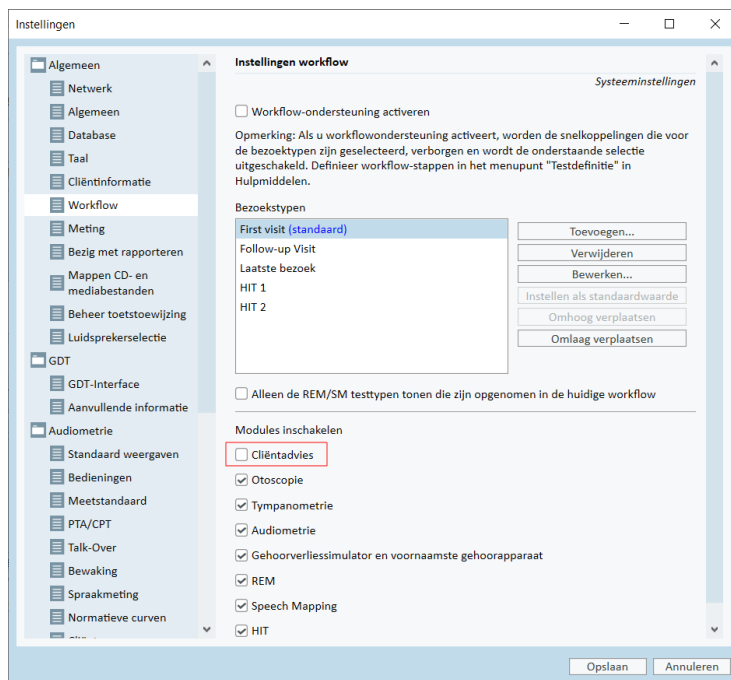 Instellingen
Algemeen
Netwerk
Algemeen
Database
Taal
Cliëntinformatie
Workflow
Meting
Bezig met rapporteren
Mappen CD- en
mediabestanden
Beheer toetstoewijzing
Luidsprekerselectie
GDT
GDT-Interface
Aanvullende informatie
Audiometrie
Standaard weergaven
Bedieningen
Meetstandaard
PTA/CPT
Talk-Over
Bewaking
Spraakmeting
Normatieve curven
Instellingen workflow
Systeeminstellingen
Workflow-ondersteuning activeren
Opmerking: Als u workflowondersteuning activeert, worden de snelkoppelingen die voor
de bezoektypen zijn geselecteerd, verborgen en wordt de onderstaande selectie
uitgeschakeld. Definieer workflow-stappen in het menupunt "Testdefinitie" in
Hulpmiddelen.
Bezoekstypen
First visit (standaard)
Follow-up Visit
Laatste bezoek
HIT 1
HIT 2
Toevoegen...
Verwijderen
Bewerken...
Instellen als standaardwaarde
Omhoog verplaatsen
Omlaag verplaatsen
Alleen de REM/SM testtypen tonen die zijn opgenomen in de huidige workflow
Modules inschakelen
Cliëntadvies
Otoscopie
Tympanometrie
Audiometrie
Gehoorverliessimulator en voornaamste gehoorapparaat
REM
Speech Mapping
HIT
Opslaan
Annuleren